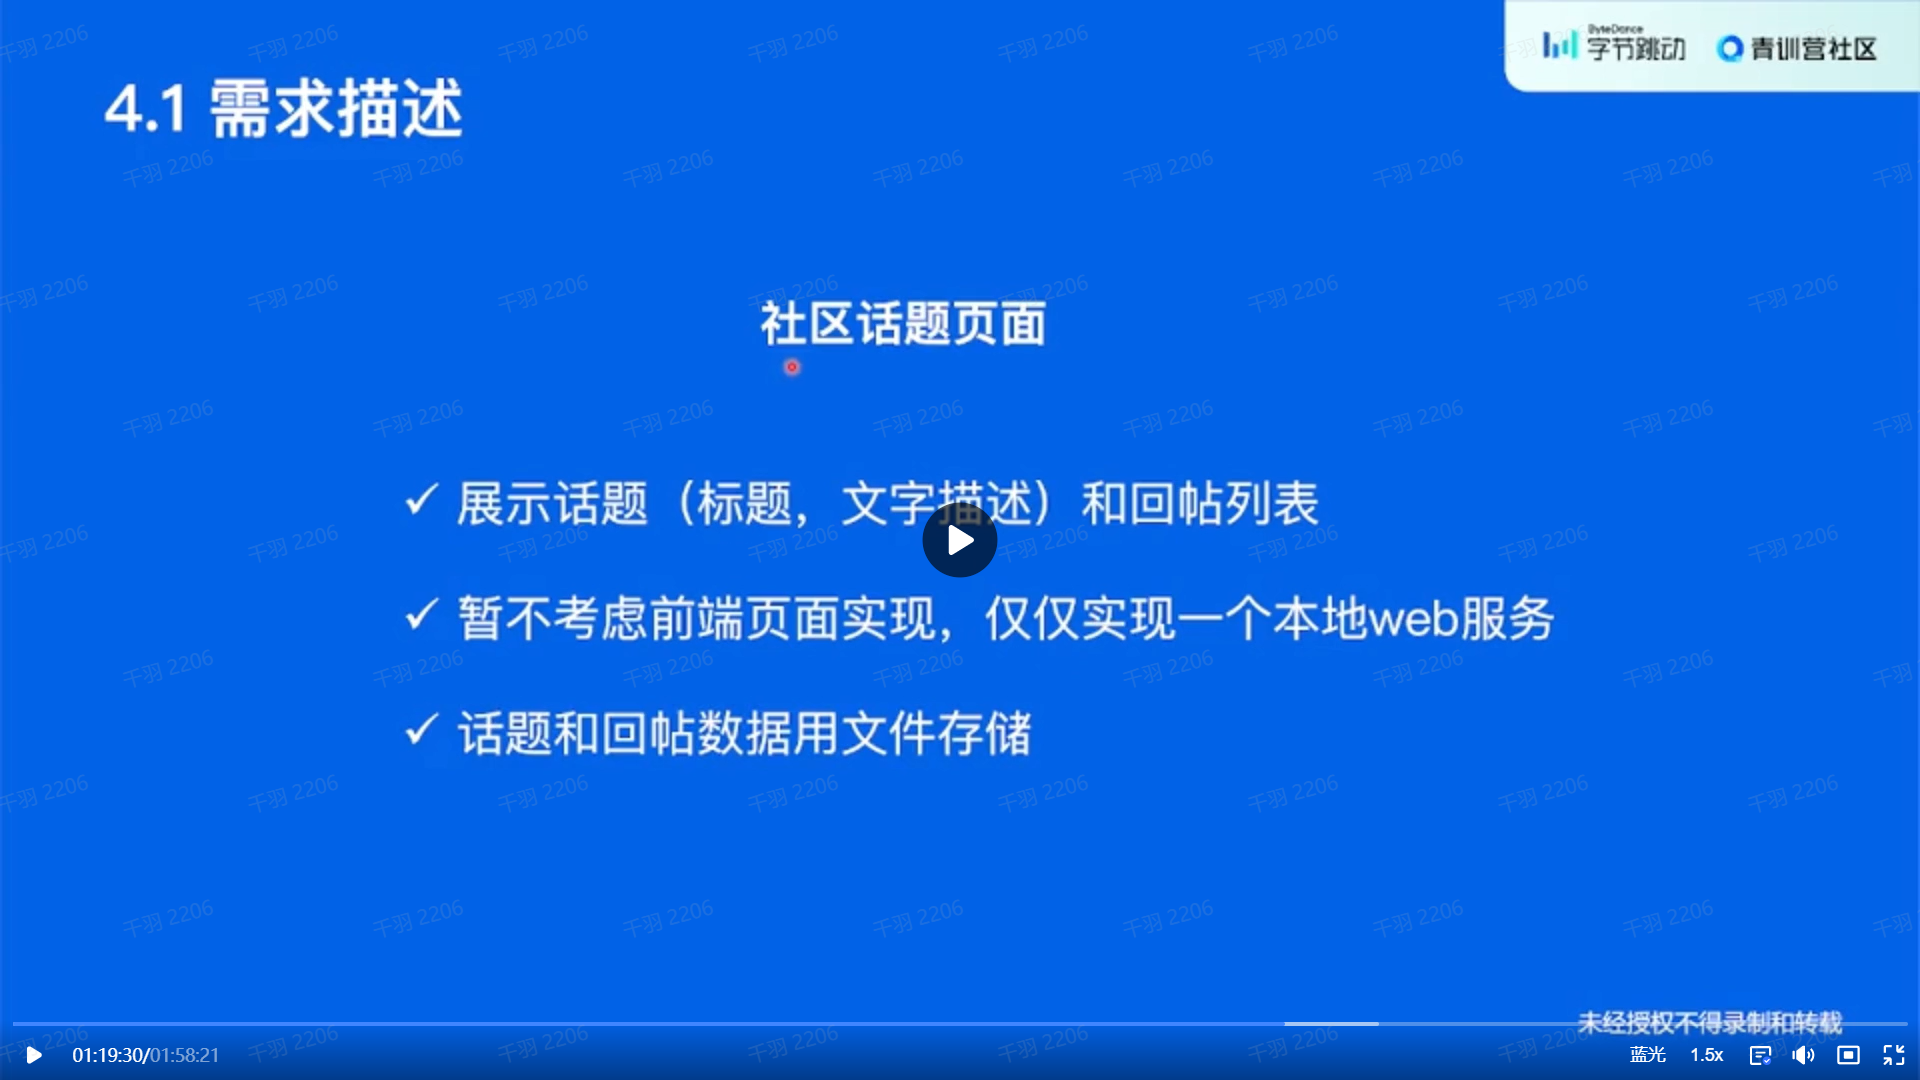 ByteDance
字节跳动 青训营社区
4.1 需求描述
社区话题页面
✓ 展示话题（标题，文字描述）和回帖列表
✓ 暂不考虑前端页面实现，仅仅实现一个本地web服务
✓ 话题和回帖数据用文件存储
千羽 2206
未经授权不得录制和转载
01:19:30/01:58:21 蓝光 1.5x